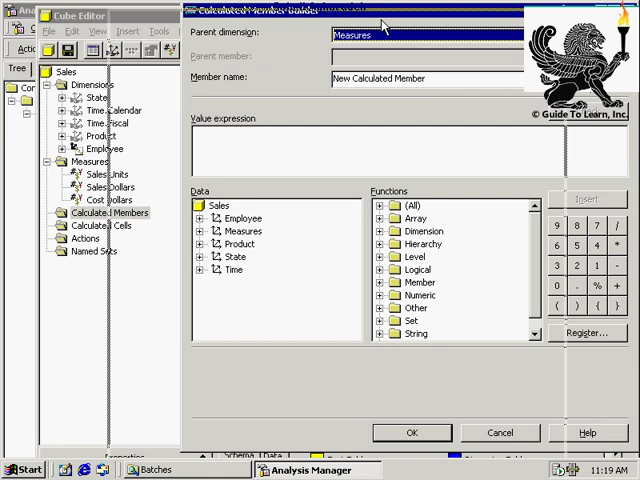 Cube Editor
Calculated Member Builder
File Edit View Insert Tools
Tree
Sales
Dimensions
State
Time.Calendar
Time.Fiscal
Product
Employee
Measures
Sales Units
Sales Dollars
Cost Dollars
Calculated Members
Calculated Cells
Actions
Named Sets
Properties
Parent dimension:
Measures
Parent member:
Member name:
New Calculated Member
© Guide To Learn, Inc.
Value expression
Data
Sales
Employee
Measures
Product
State
Time
Functions
(All)
Array
Dimension
Hierarchy
Level
Logical
Member
Numeric
Other
Set
String
Insert
9 8 7 /
6 5 4 *
3 2 1 -
0 . % +
( )
Register...
OK
Cancel
Help
Schema
Data
Start
Batches
Analysis Manager
11:19 AM